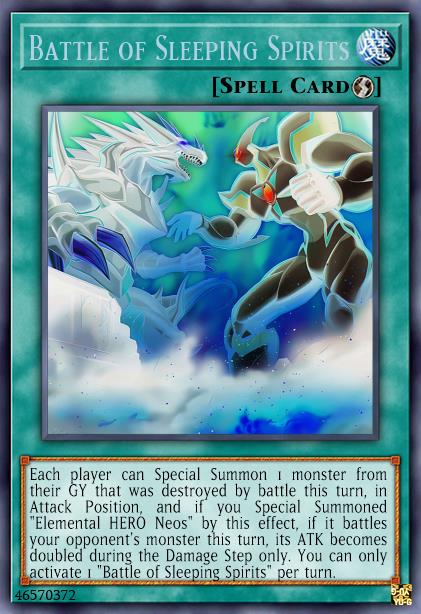 Battle of Sleeping Spirits 魔
[Spell Card]
Each player can Special Summon 1 monster from
their GY that was destroyed by battle this turn, in
Attack Position, and if you Special Summoned
"Elemental HERO Neos" by this effect, if it battles
your opponent's monster this turn, its ATK becomes
doubled during the Damage Step only. You can only
activate 1 "Battle of Sleeping Spirits" per turn.
46570372